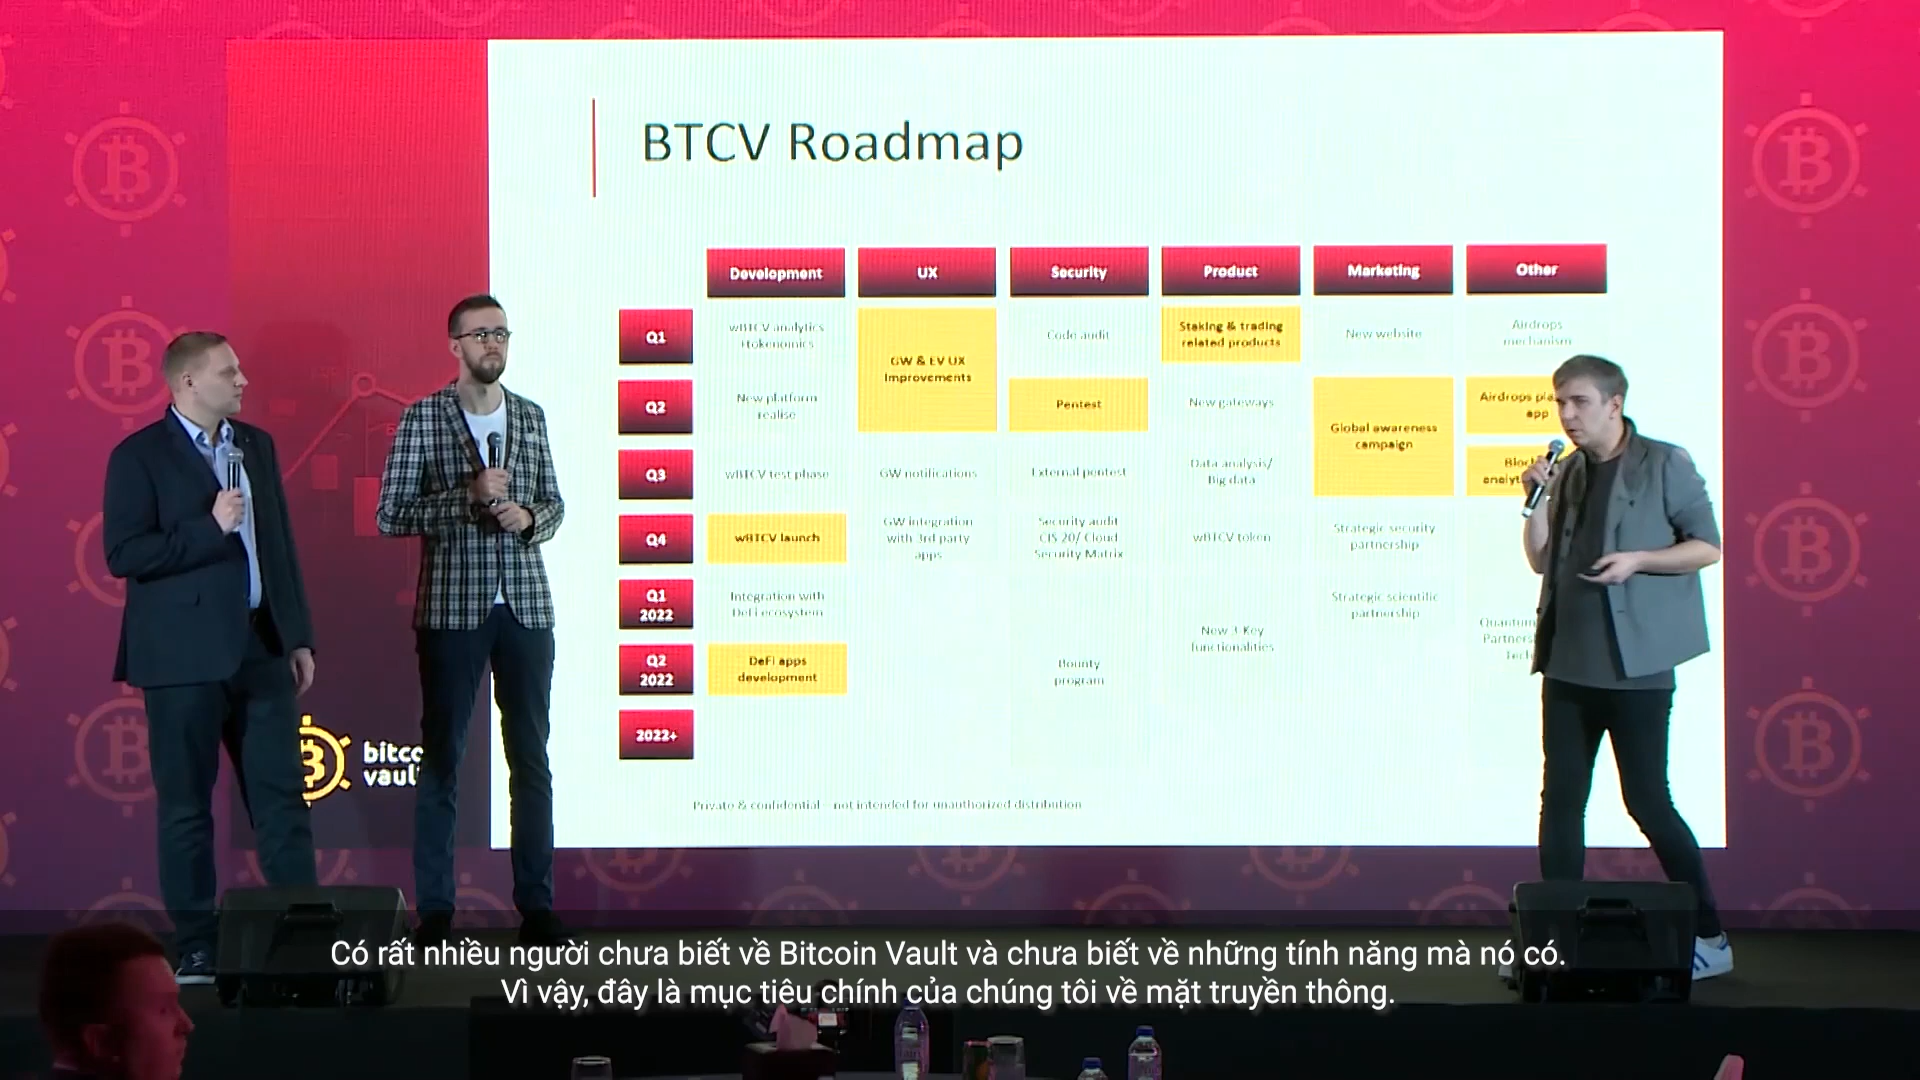 BTCV Roadmap
Development
UX
Security
Product
Marketing
Other
Q1
wBTCV analytics
GW & EV UX
Improvements
Code audit
Staking & trading
related products
New website
Airdrops
mechanism
Q2
New platform
realise
Pentest
New gateways
Global awareness
campaign
Airdrops
app
Q3
wBTCV test phase
GW notifications
External pentest
Data analysis/
Big data
Q4
wBTCV launch
GW integration
with 3rd party
apps
Security audit
CIS 20/ Cloud
Security Matrix
wBTCV token
Strategic security
partnership
Q1
2022
Integration with
DeFi ecosystem
Strategic scientific
partnership
New 3-Key
functionalities
Quantum
Q2
2022
DeFi apps
development
Bounty
program
2022+
Private & confidential - not intended for unauthorized distribution
Có rất nhiều người chưa biết về Bitcoin Vault và chưa biết về những tính năng mà nó có.
Vì vậy, đây là mục tiêu chính của chúng tôi về mặt truyền thông.